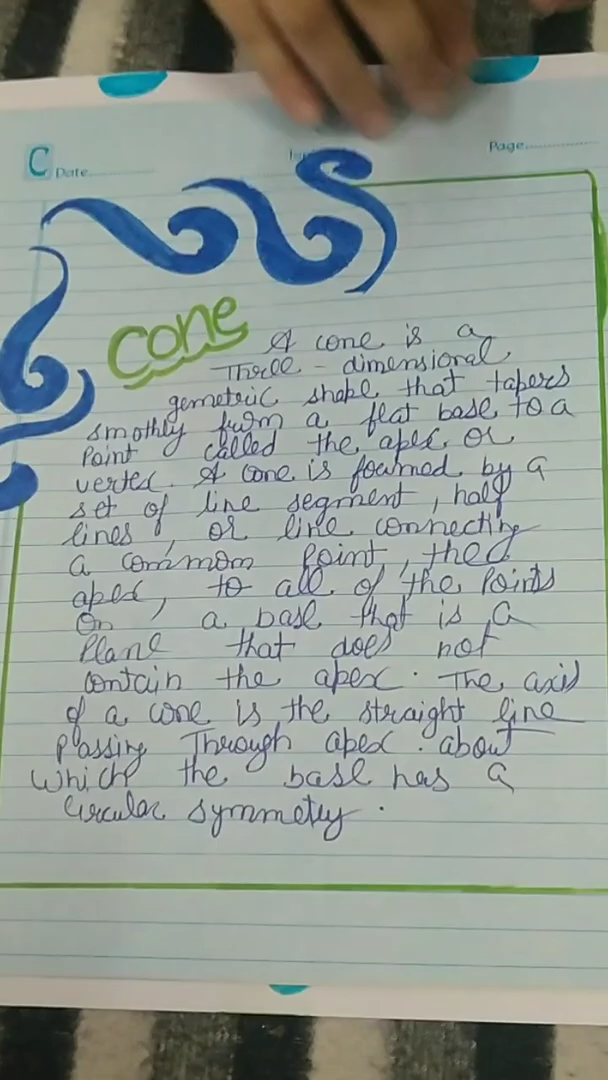 C Date
Page
Cone
A cone is a
Three - dimensional
gemetric shape that tapers
smothly from a flat base to a
Point called the apex or
vertex. A cone is foumed by a
set of line segment, half
lines, or line connecting
a common Point, the
apex, to all of the Points
On a base that is a
Plane that does not
contain the apex. The axis
of a cone is the straight line
Passing Through apex. about
which the base has a
Circular symmetry.